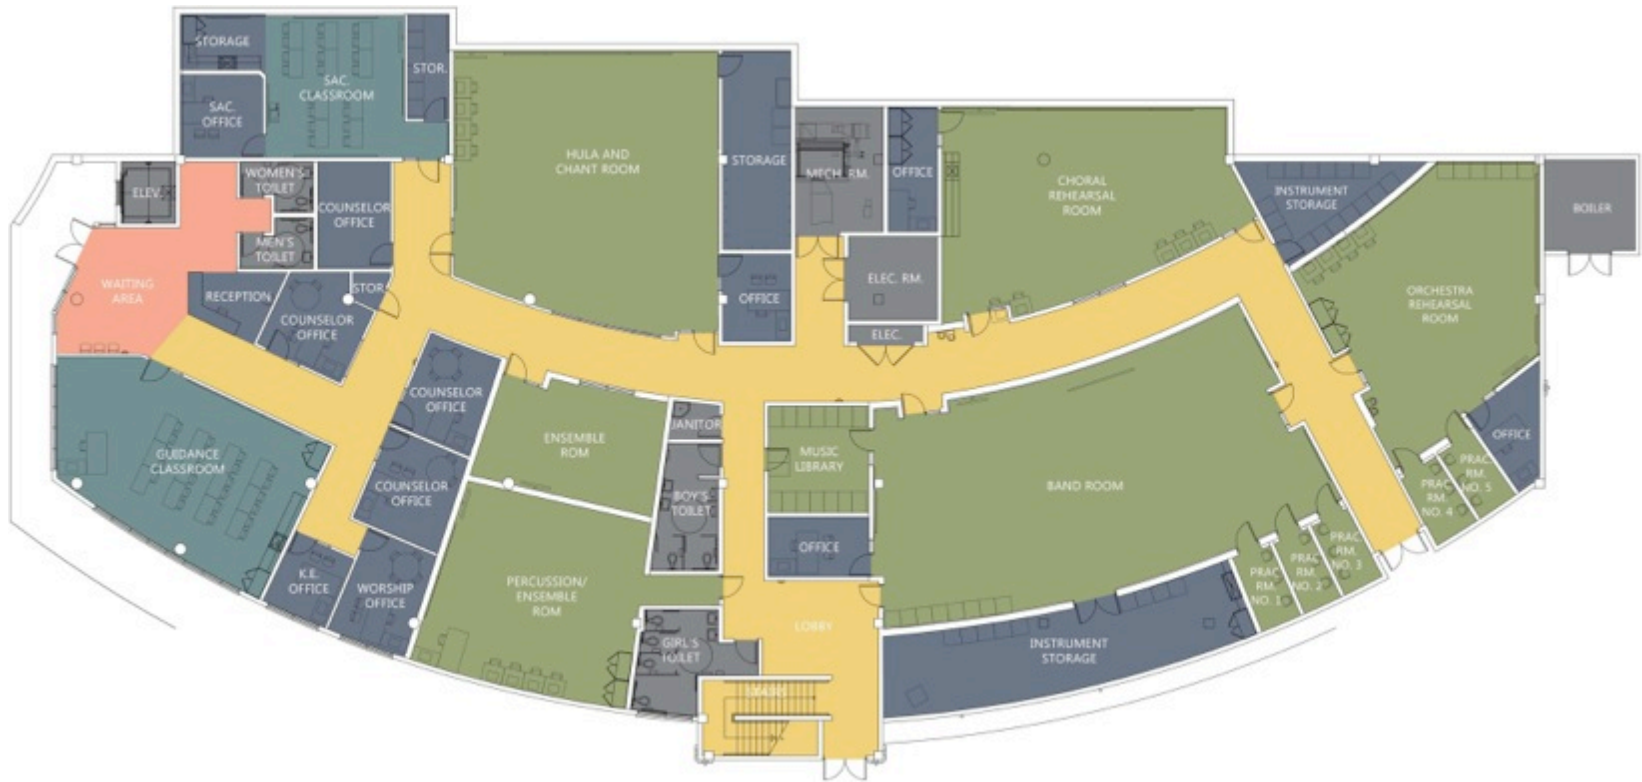 STORAGE
SAC.
CLASSROOM
STOR.
SAC.
OFFICE
HULA AND
CHANT ROOM
STORAGE
MECH. RM.
OFFICE
CHORAL
REHEARSAL
ROOM
INSTRUMENT
STORAGE
BOILER
ELEV.
WOMEN'S
TOILET
COUNSELOR
OFFICE
MEN'S
TOILET
WAITING
AREA
RECEPTION
STOR.
COUNSELOR
OFFICE
OFFICE
ELEC. RM.
ELEC.
ORCHESTRA
REHEARSAL
ROOM
COUNSELOR
OFFICE
GUIDANCE
CLASSROOM
COUNSELOR
OFFICE
ENSEMBLE
ROM
JANITOR
BOY'S
TOILET
MUSIC
LIBRARY
OFFICE
BAND ROOM
OFFICE
PRAC.
RM.
NO. 5
PRAC.
RM.
NO. 4
PRAC.
RM.
NO. 3
PRAC.
RM.
NO. 2
PRAC.
RM.
NO. 1
K.E.
OFFICE
WORSHIP
OFFICE
PERCUSSION/
ENSEMBLE
ROM
GIRL'S
TOILET
LOBBY
INSTRUMENT
STORAGE
STAIRS